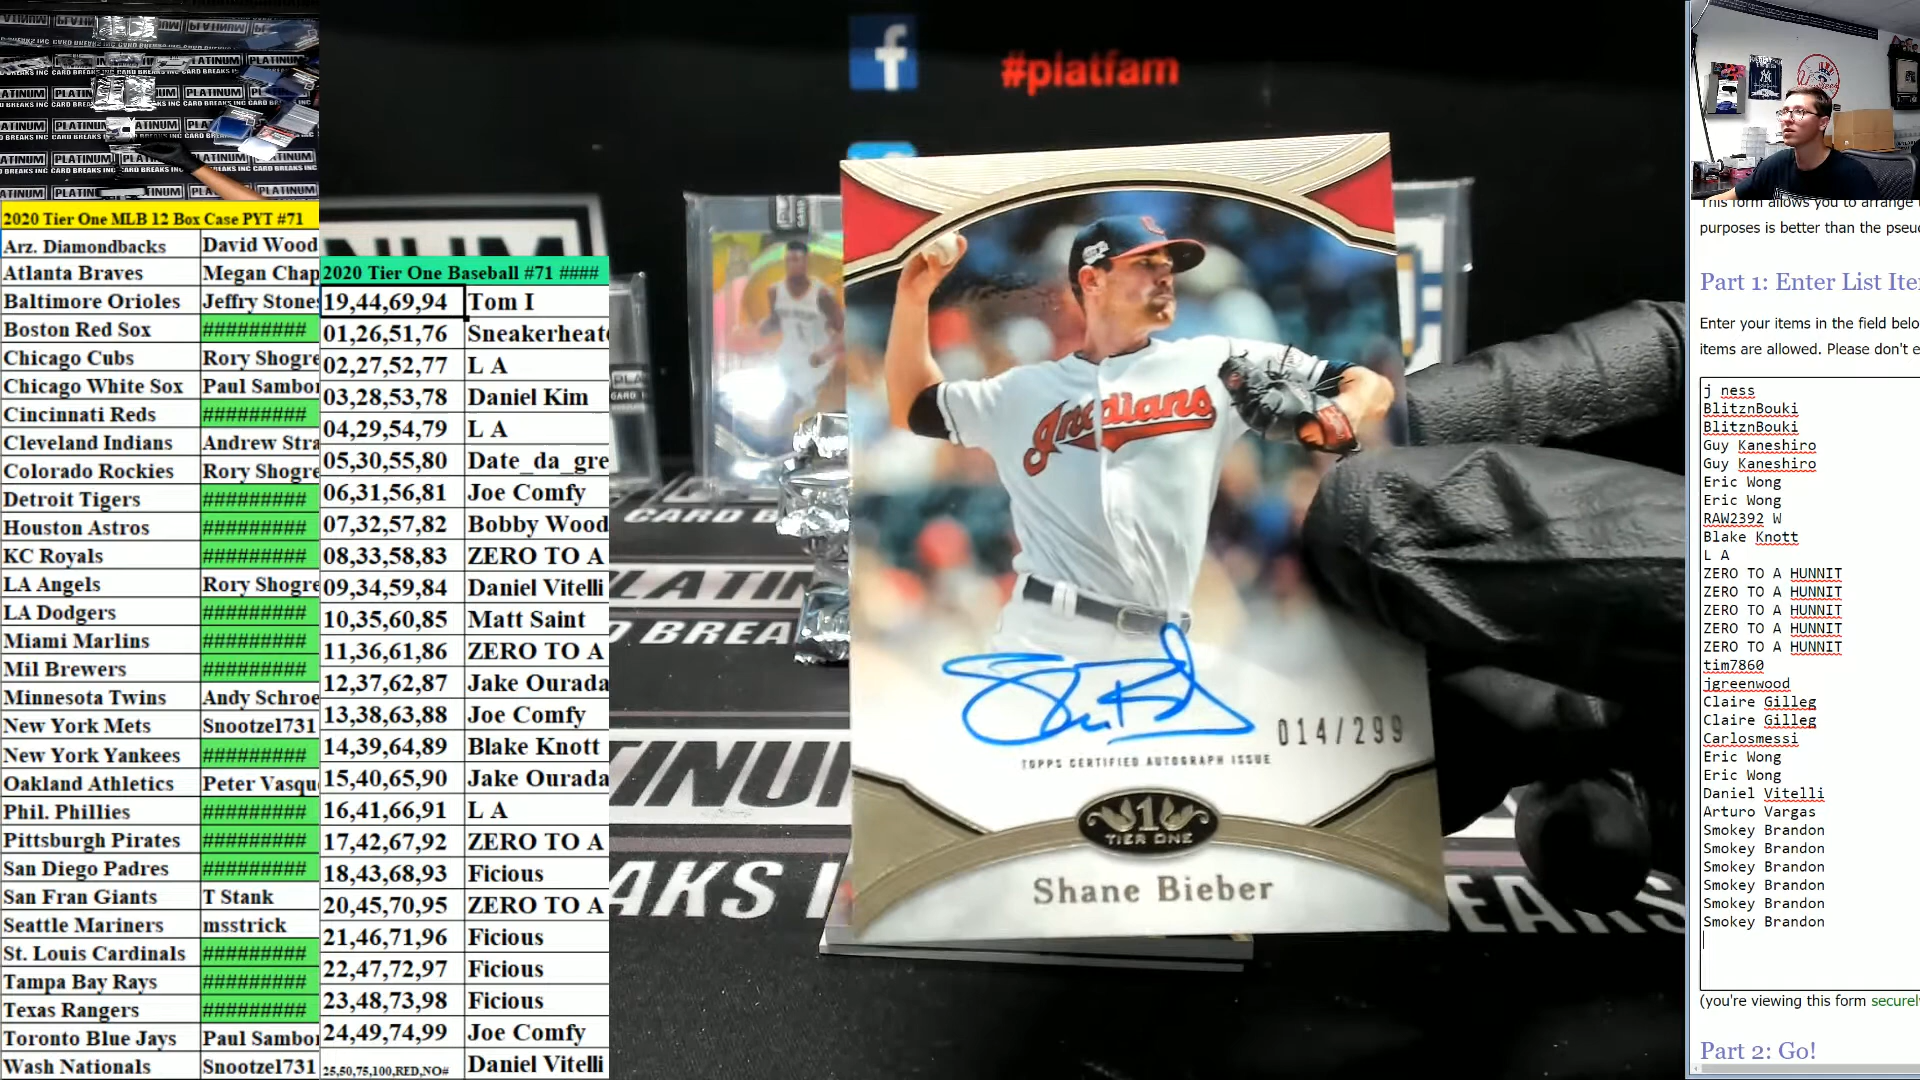 #platfam
2020 Tier One MLB 12 Box Case PYT #71
Arz. Diamondbacks David Wood
Atlanta Braves Megan Chap
Baltimore Orioles Jeffry Stones
Boston Red Sox #########
Chicago Cubs Rory Shogre
Chicago White Sox Paul Sambor
Cincinnati Reds #########
Cleveland Indians Andrew Stra
Colorado Rockies Rory Shogre
Detroit Tigers #########
Houston Astros #########
KC Royals #########
LA Angels Rory Shogre
LA Dodgers #########
Miami Marlins #########
Mil Brewers #########
Minnesota Twins Andy Schroe
New York Mets Snootzel731
New York Yankees #########
Oakland Athletics Peter Vasqu
Phil. Phillies #########
Pittsburgh Pirates #########
San Diego Padres #########
San Fran Giants T Stank
Seattle Mariners msstrick
St. Louis Cardinals #########
Tampa Bay Rays #########
Texas Rangers #########
Toronto Blue Jays Paul Sambor
Wash Nationals Snootzel731
2020 Tier One Baseball #71 ####
19,44,69,94 Tom I
01,26,51,76 Sneakerheat
02,27,52,77 L A
03,28,53,78 Daniel Kim
04,29,54,79 L A
05,30,55,80 Date_da_gre
06,31,56,81 Joe Comfy
07,32,57,82 Bobby Wood
08,33,58,83 ZERO TO A
09,34,59,84 Daniel Vitelli
10,35,60,85 Matt Saint
11,36,61,86 ZERO TO A
12,37,62,87 Jake Ourada
13,38,63,88 Joe Comfy
14,39,64,89 Blake Knott
15,40,65,90 Jake Ourada
16,41,66,91 L A
17,42,67,92 ZERO TO A
18,43,68,93 Ficious
20,45,70,95 ZERO TO A
21,46,71,96 Ficious
22,47,72,97 Ficious
23,48,73,98 Ficious
24,49,74,99 Joe Comfy
25,50,75,100,RED,NO# Daniel Vitelli
Indians
014/299
TOPPS CERTIFIED AUTOGRAPH ISSUE
1
TIER ONE
Shane Bieber
This form allows you to arrange
purposes is better than the pseud
Part 1: Enter List Ite
Enter your items in the field belo
items are allowed. Please don't e
j ness
BlitznBouki
BlitznBouki
Guy Kaneshiro
Guy Kaneshiro
Eric Wong
Eric Wong
RAW2392 W
Blake Knott
L A
ZERO TO A HUNNIT
ZERO TO A HUNNIT
ZERO TO A HUNNIT
ZERO TO A HUNNIT
ZERO TO A HUNNIT
tim7860
jgreenwood
Claire Gilleg
Claire Gilleg
Carlosmessi
Eric Wong
Eric Wong
Daniel Vitelli
Arturo Vargas
Smokey Brandon
Smokey Brandon
Smokey Brandon
Smokey Brandon
Smokey Brandon
Smokey Brandon
(you're viewing this form securel
Part 2: Go!